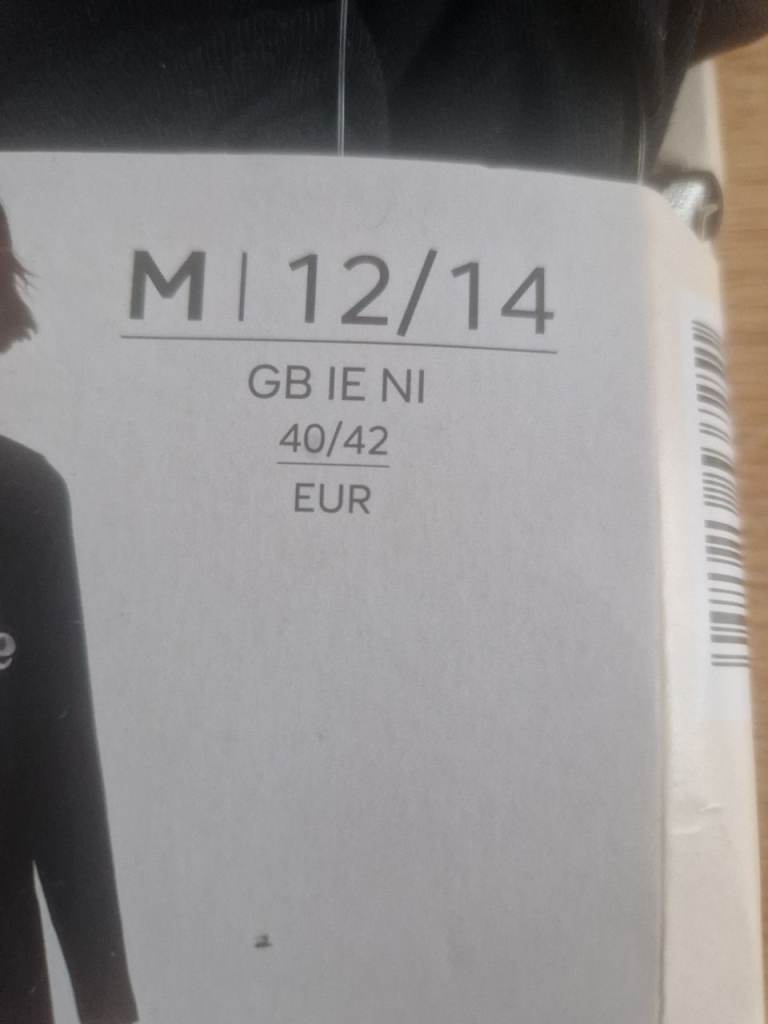 M | 12/14
GB IE NI
40/42
EUR
e